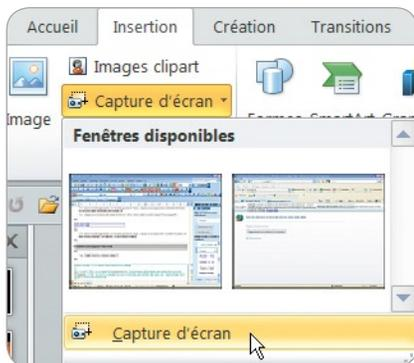 Accueil Insertion Création Transitions
Images clipart
Capture d'écran
Image
Fenêtres disponibles
Capture d'écran